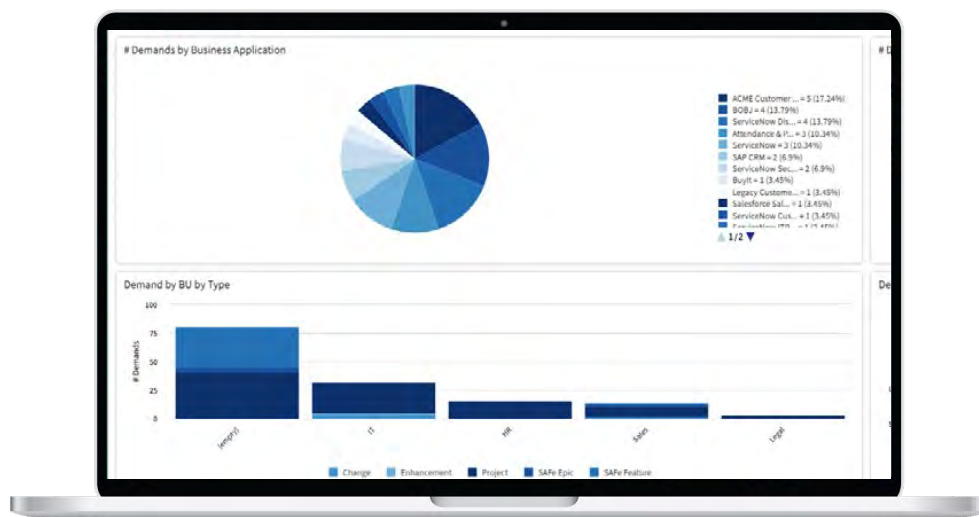 # Demands by Business Application
# D
ACME Customer ... = 5 (17.24%)
BOBJ = 4 (13.79%)
ServiceNow Dis... = 4 (13.79%)
Attendance & P... = 3 (10.34%)
ServiceNow = 3 (10.34%)
SAP CRM = 2 (6.9%)
ServiceNow Sec... = 2 (6.9%)
BuyIt = 1 (3.45%)
Legacy Custome... = 1 (3.45%)
Salesforce Sal... = 1 (3.45%)
ServiceNow Cus... = 1 (3.45%)
1/2
Demand by BU by Type
De
100
75
50
25
0
# Demands
(empty)
IT
HR
Sales
Legal
Change
Enhancement
Project
SAFe Epic
SAFe Feature